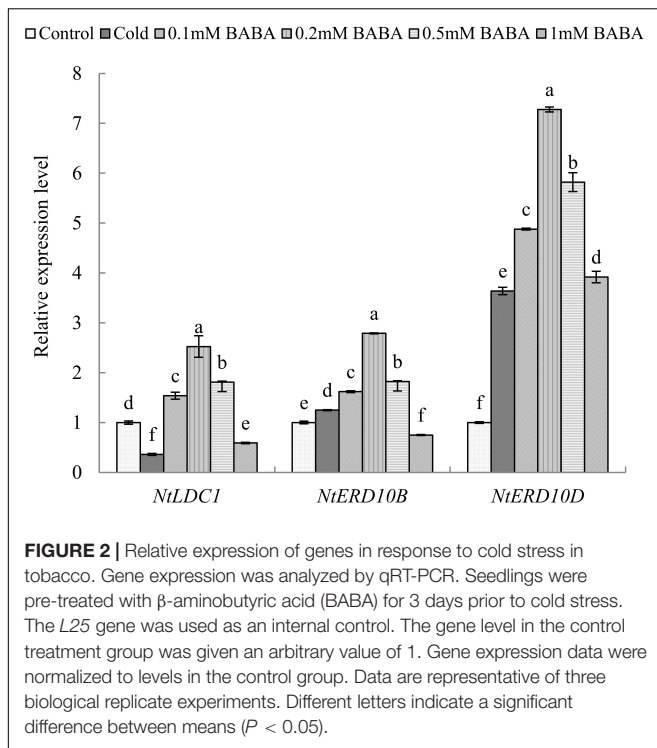 Control Cold 0.1mM BABA 0.2mM BABA 0.5mM BABA 1mM BABA
Relative expression level
8
7
6
5
4
3
2
1
0
d f c a b e
e d c a b f
f e c a b d
NtLDC1 NtERD10B NtERD10D
FIGURE 2 | Relative expression of genes in response to cold stress in
tobacco. Gene expression was analyzed by qRT-PCR. Seedlings were
pre-treated with β-aminobutyric acid (BABA) for 3 days prior to cold stress.
The L25 gene was used as an internal control. The gene level in the control
treatment group was given an arbitrary value of 1. Gene expression data were
normalized to levels in the control group. Data are representative of three
biological replicate experiments. Different letters indicate a significant
difference between means (P < 0.05).